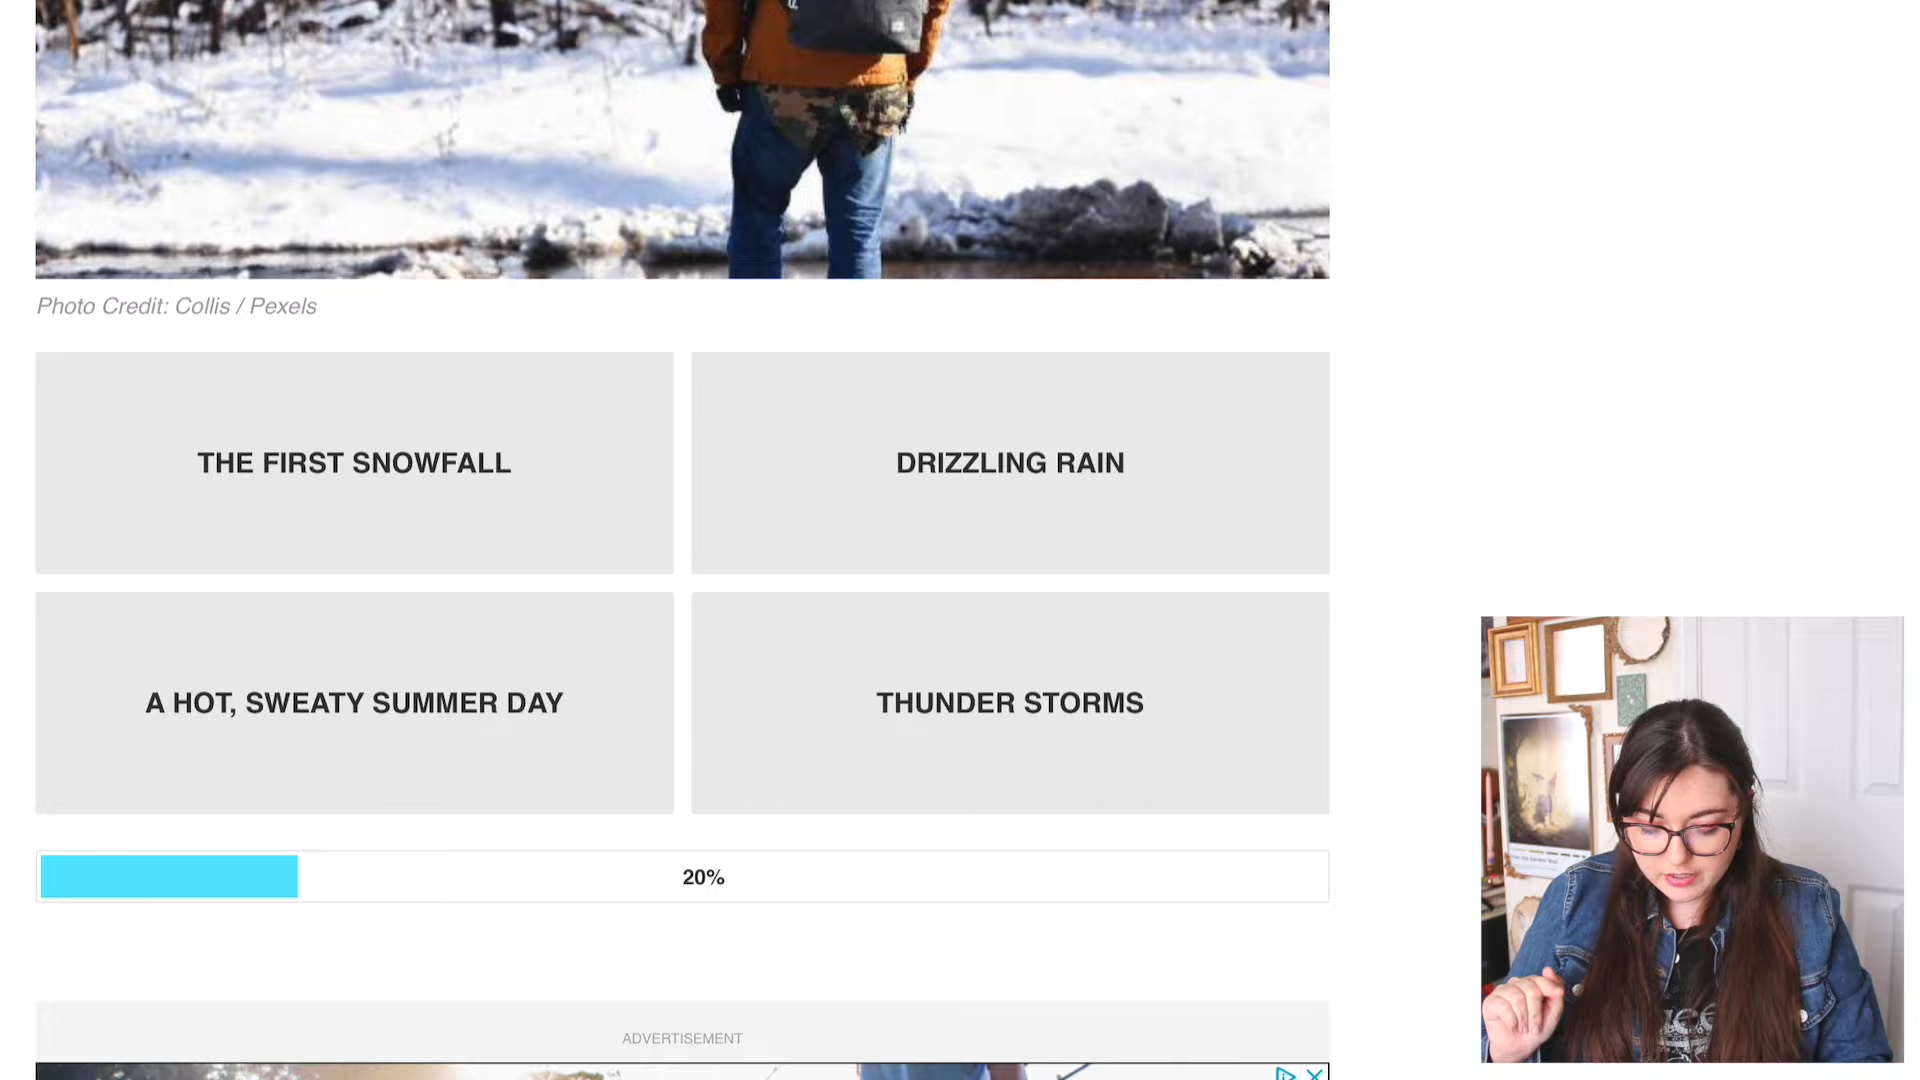 Photo Credit: Collis / Pexels
THE FIRST SNOWFALL
DRIZZLING RAIN
A HOT, SWEATY SUMMER DAY
THUNDER STORMS
20%
ADVERTISEMENT